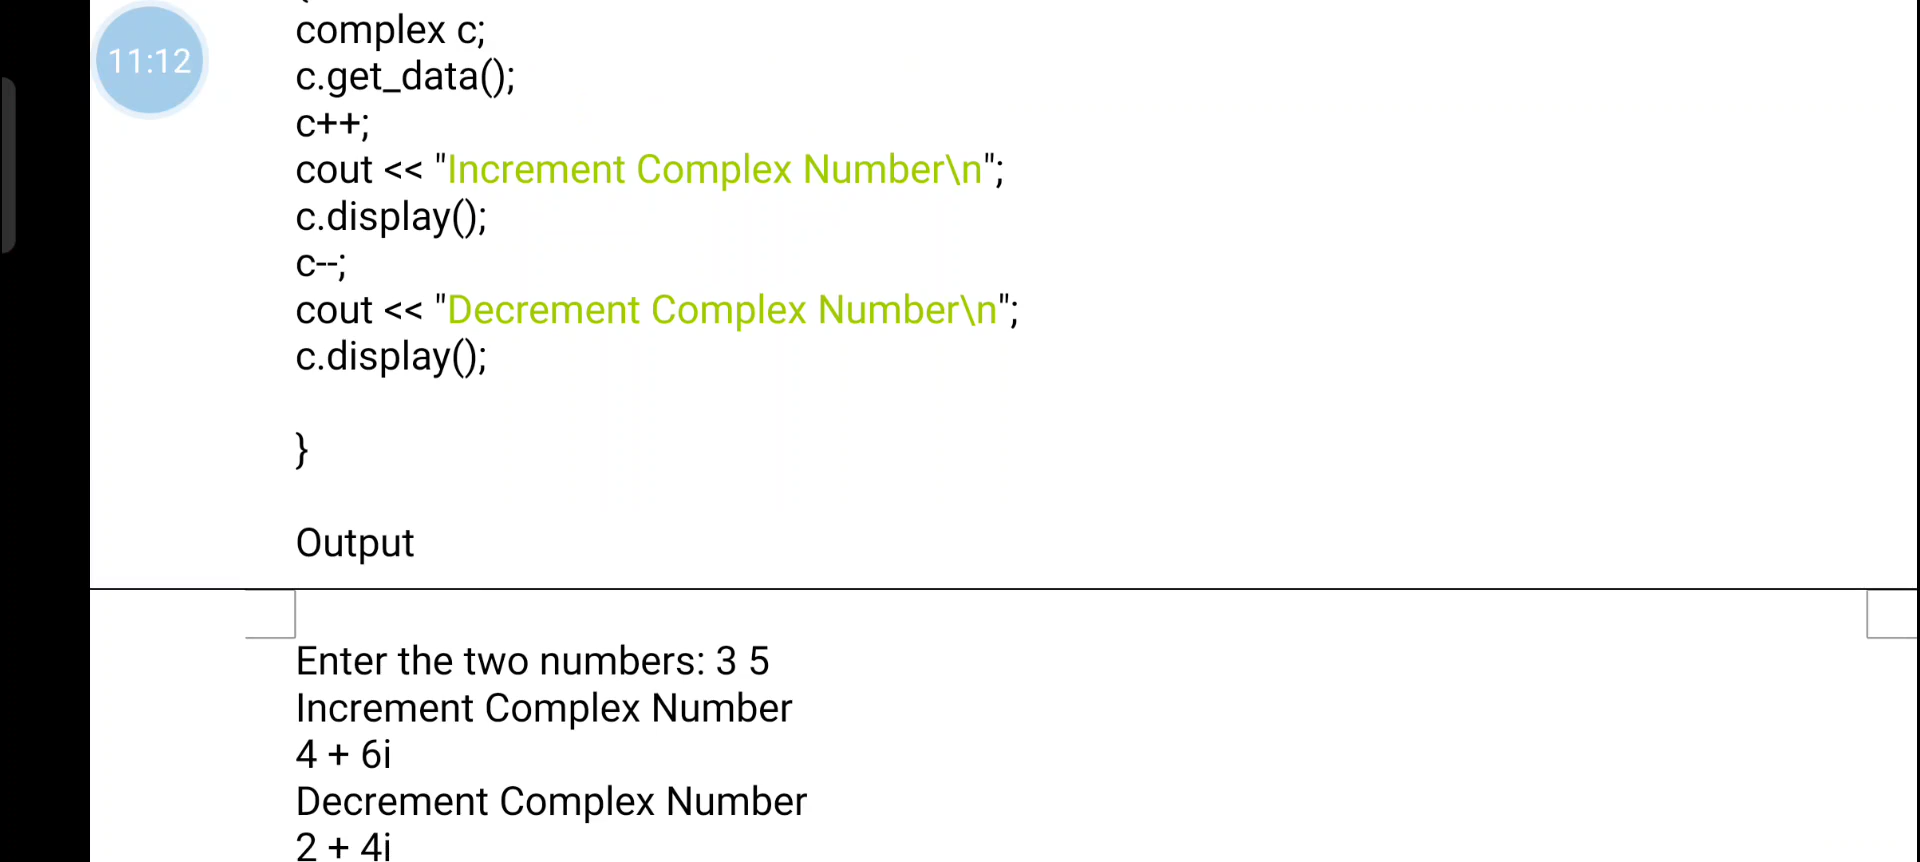 11:12
complex c;
c.get_data();
c++;
cout << "Increment Complex Number\n";
c.display();
c--;
cout << "Decrement Complex Number\n";
c.display();
}
Output
Enter the two numbers: 3 5
Increment Complex Number
4 + 6i
Decrement Complex Number
2 + 4i